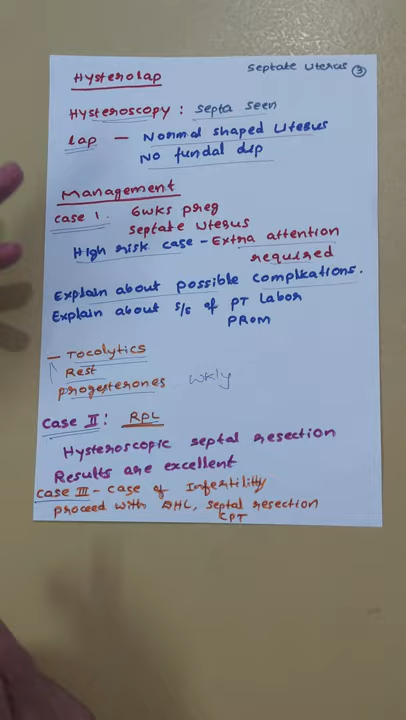 Septate Uterus ③
Hysterolap
Hysteroscopy : septa seen
Lap - Normal shaped Uterus
No fundal dep
Management
Case 1. 6wks preg
septate uterus
High risk case - Extra attention
required
Explain about possible complications.
Explain about s/s of PT Labor
PROM
- Tocolytics
Rest
progesterones wkly
Case II : RPL
Hysteroscopic septal resection
Results are excellent
Case III - Case of Infertility
proceed with DHL, septal resection
CPT